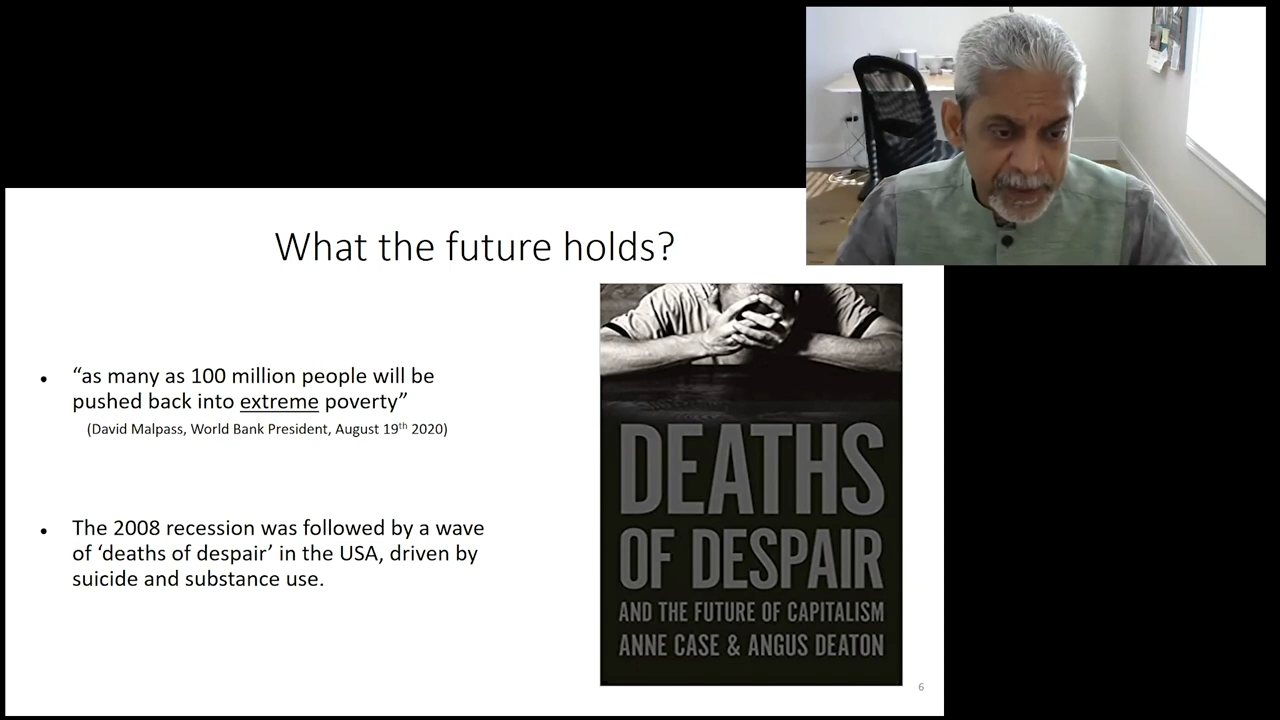 What the future holds?
• “as many as 100 million people will be
pushed back into extreme poverty”
(David Malpass, World Bank President, August 19th 2020)
• The 2008 recession was followed by a wave
of ‘deaths of despair’ in the USA, driven by
suicide and substance use.
DEATHS
OF DESPAIR
AND THE FUTURE OF CAPITALISM
ANNE CASE & ANGUS DEATON
6